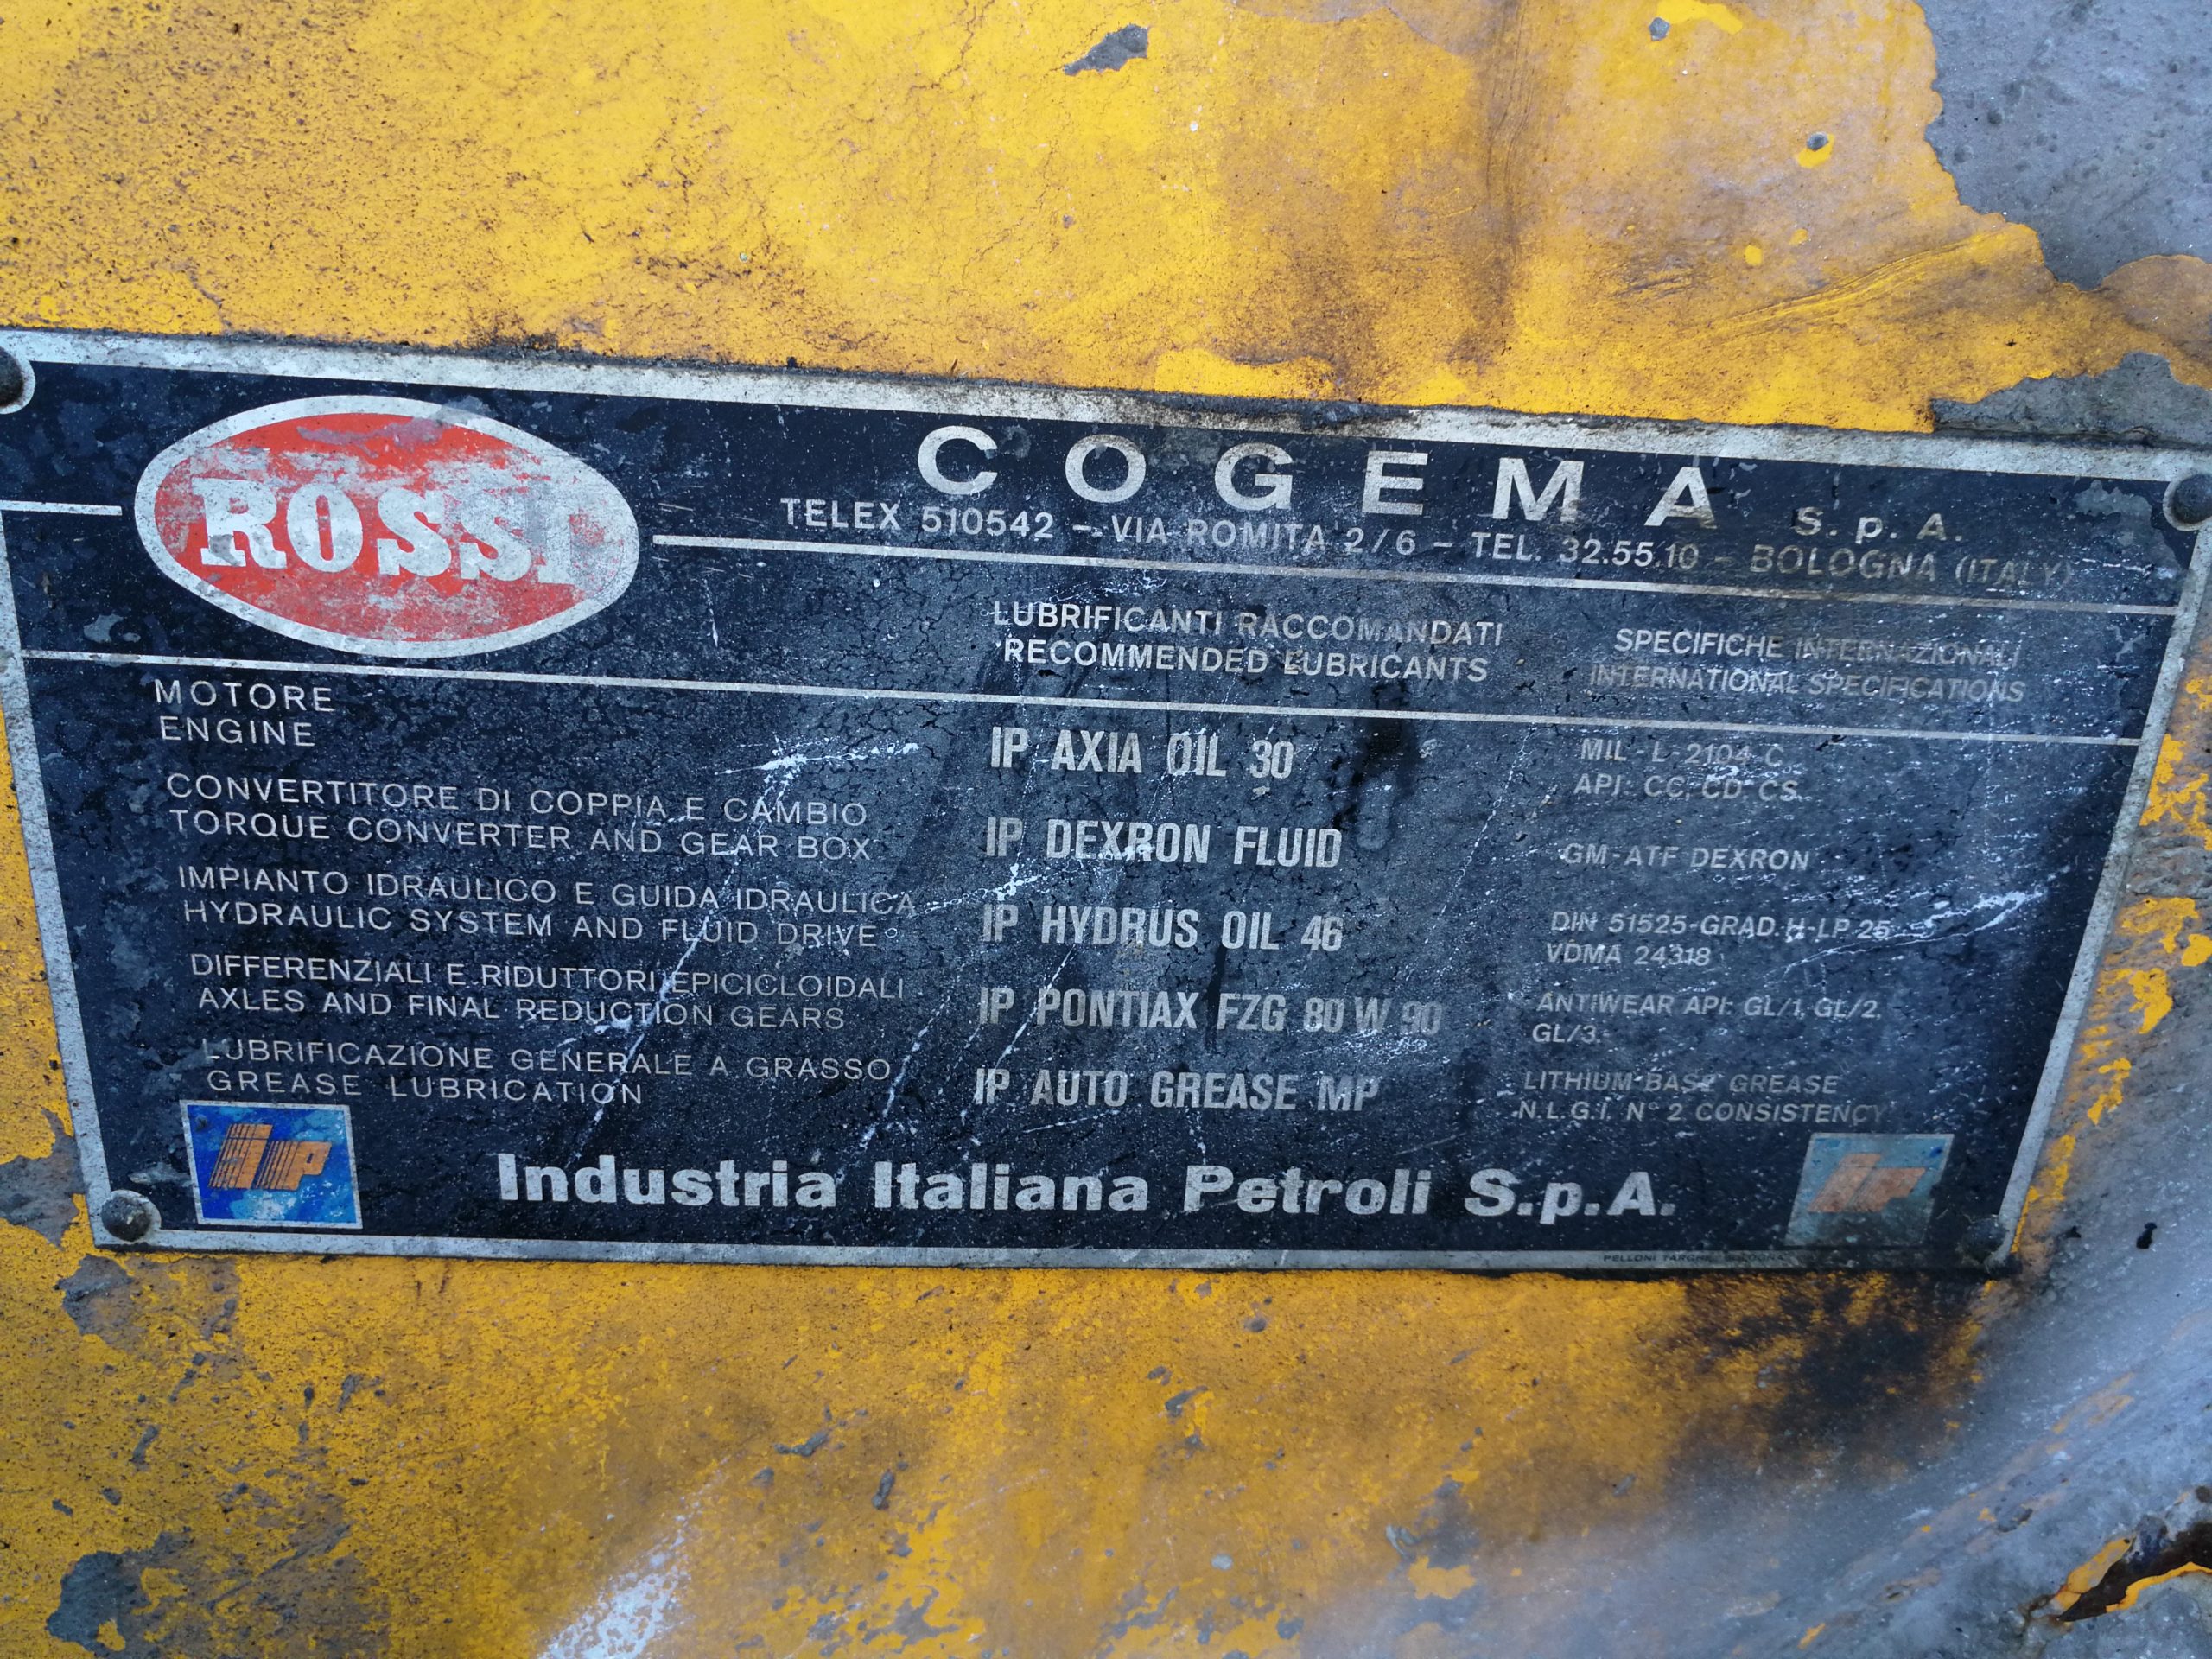 ROSSI
COGEMA S.p.A.
TELEX 510542 - VIA ROMITA 2/6 - TEL. 32.55.10 - BOLOGNA (ITALY)
LUBRIFICANTI RACCOMANDATI
RECOMMENDED LUBRICANTS
SPECIFICHE INTERNAZIONALI
INTERNATIONAL SPECIFICATIONS
MOTORE
ENGINE
IP AXIA OIL 30
MIL-L-2104 C
API: CC, CD CS
CONVERTITORE DI COPPIA E CAMBIO
TORQUE CONVERTER AND GEAR BOX
IP DEXRON FLUID
GM-ATF DEXRON
IMPIANTO IDRAULICO E GUIDA IDRAULICA
HYDRAULIC SYSTEM AND FLUID DRIVE
IP HYDRUS OIL 46
DIN 51525-GRAD. H-LP 25
VDMA 24318
DIFFERENZIALI E RIDUTTORI EPICICLOIDALI
AXLES AND FINAL REDUCTION GEARS
IP PONTIAX FZG 80 W 90
ANTIWEAR API: GL/1, GL/2,
GL/3.
LUBRIFICAZIONE GENERALE A GRASSO
GREASE LUBRICATION
IP AUTO GREASE MP
LITHIUM BASE GREASE
N.L.G.I. N° 2 CONSISTENCY
IP
Industria Italiana Petroli S.p.A.
IP
PELLONI TARGHE BOLOGNA